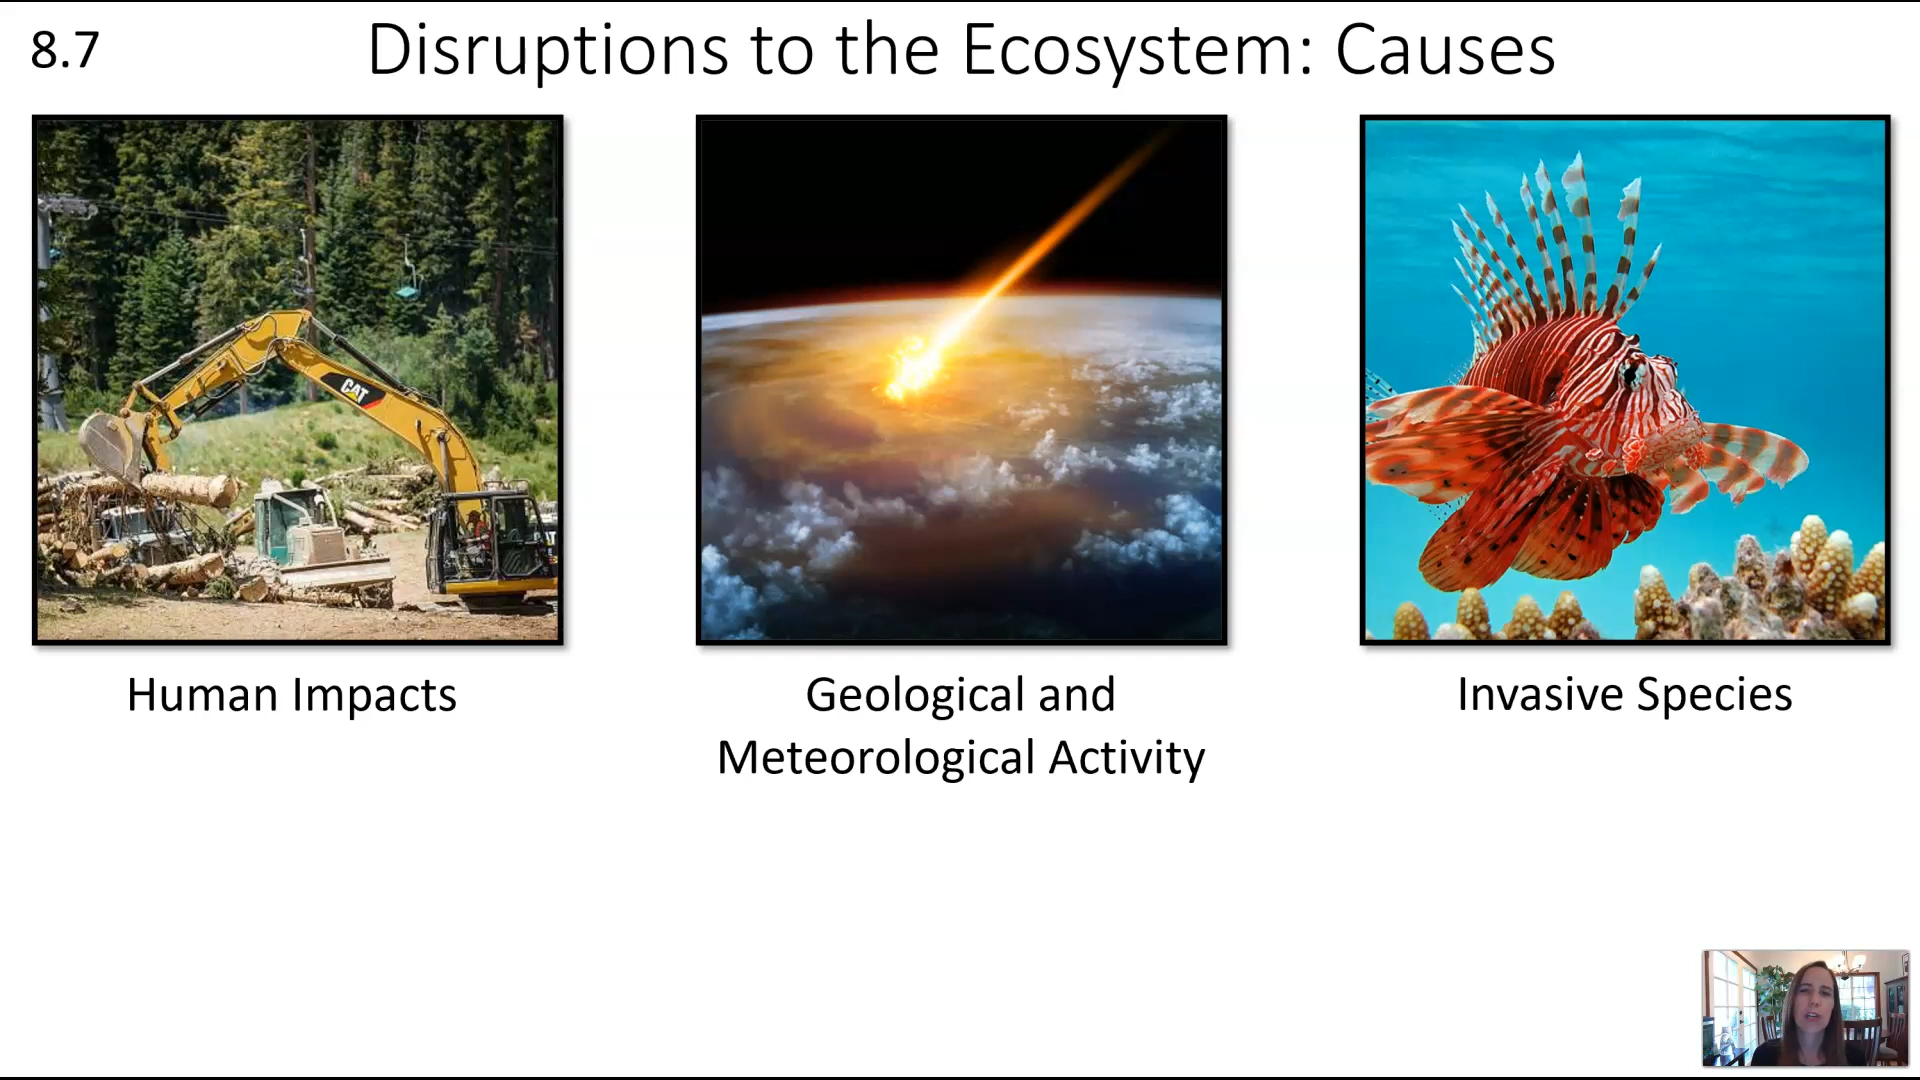 8.7
Disruptions to the Ecosystem: Causes
CAT
Human Impacts
Geological and
Meteorological Activity
Invasive Species